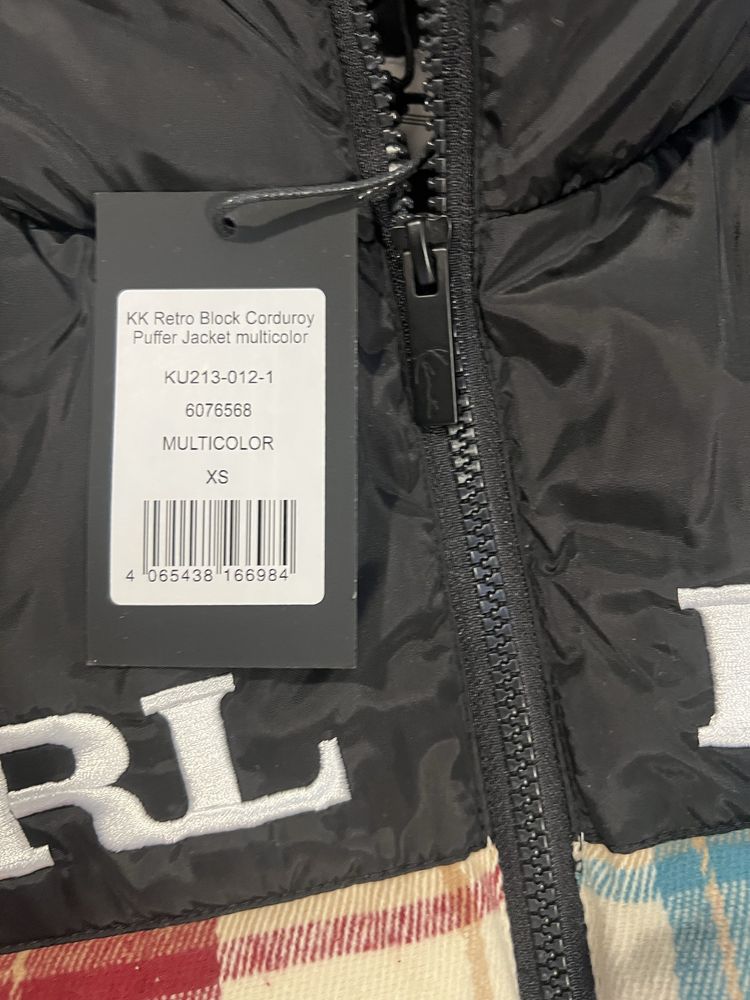 KK Retro Block Corduroy
Puffer Jacket multicolor
KU213-012-1
6076568
MULTICOLOR
XS
4 065438 166984
RL